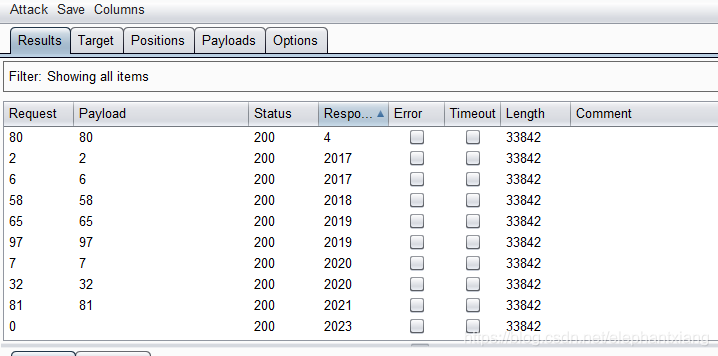 Attack Save Columns
Results Target Positions Payloads Options
Filter: Showing all items
Request Payload Status Respo... Error Timeout Length Comment
80 80 200 4 33842
2 2 200 2017 33842
6 6 200 2017 33842
58 58 200 2018 33842
65 65 200 2019 33842
97 97 200 2019 33842
7 7 200 2020 33842
32 32 200 2020 33842
81 81 200 2021 33842
0 200 2023 33842
https://blog.csdn.net/elephantxiang